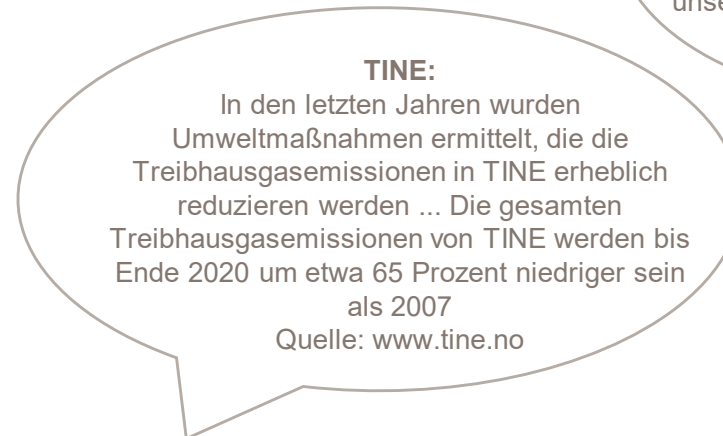 TINE:
In den letzten Jahren wurden
Umweltmaßnahmen ermittelt, die die
Treibhausgasemissionen in TINE erheblich
reduzieren werden ... Die gesamten
Treibhausgasemissionen von TINE werden bis
Ende 2020 um etwa 65 Prozent niedriger sein
als 2007
Quelle: www.tine.no